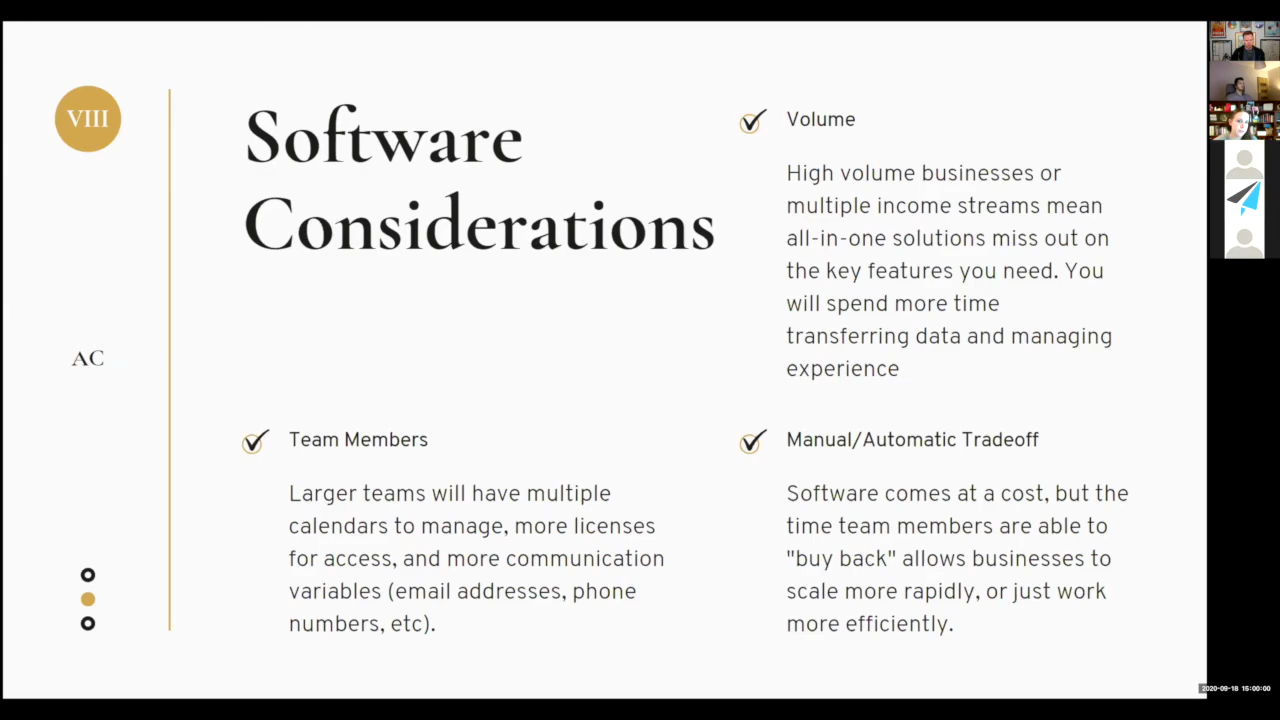 VIII
AC
Software
Considerations
Volume
High volume businesses or
multiple income streams mean
all-in-one solutions miss out on
the key features you need. You
will spend more time
transferring data and managing
experience
Team Members
Larger teams will have multiple
calendars to manage, more licenses
for access, and more communication
variables (email addresses, phone
numbers, etc).
Manual/Automatic Tradeoff
Software comes at a cost, but the
time team members are able to
"buy back" allows businesses to
scale more rapidly, or just work
more efficiently.
2020-09-18 15:00:00